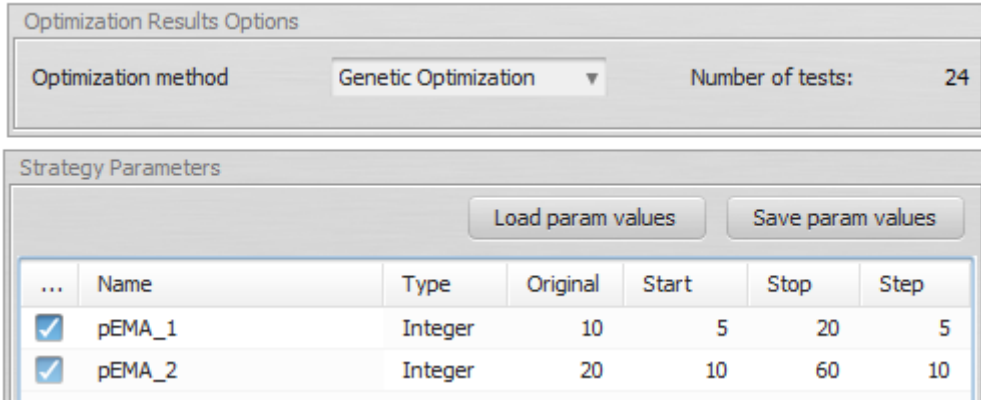 Optimization Results Options
Optimization method Genetic Optimization Number of tests: 24
Strategy Parameters
Load param values Save param values
... Name Type Original Start Stop Step
pEMA_1 Integer 10 5 20 5
pEMA_2 Integer 20 10 60 10